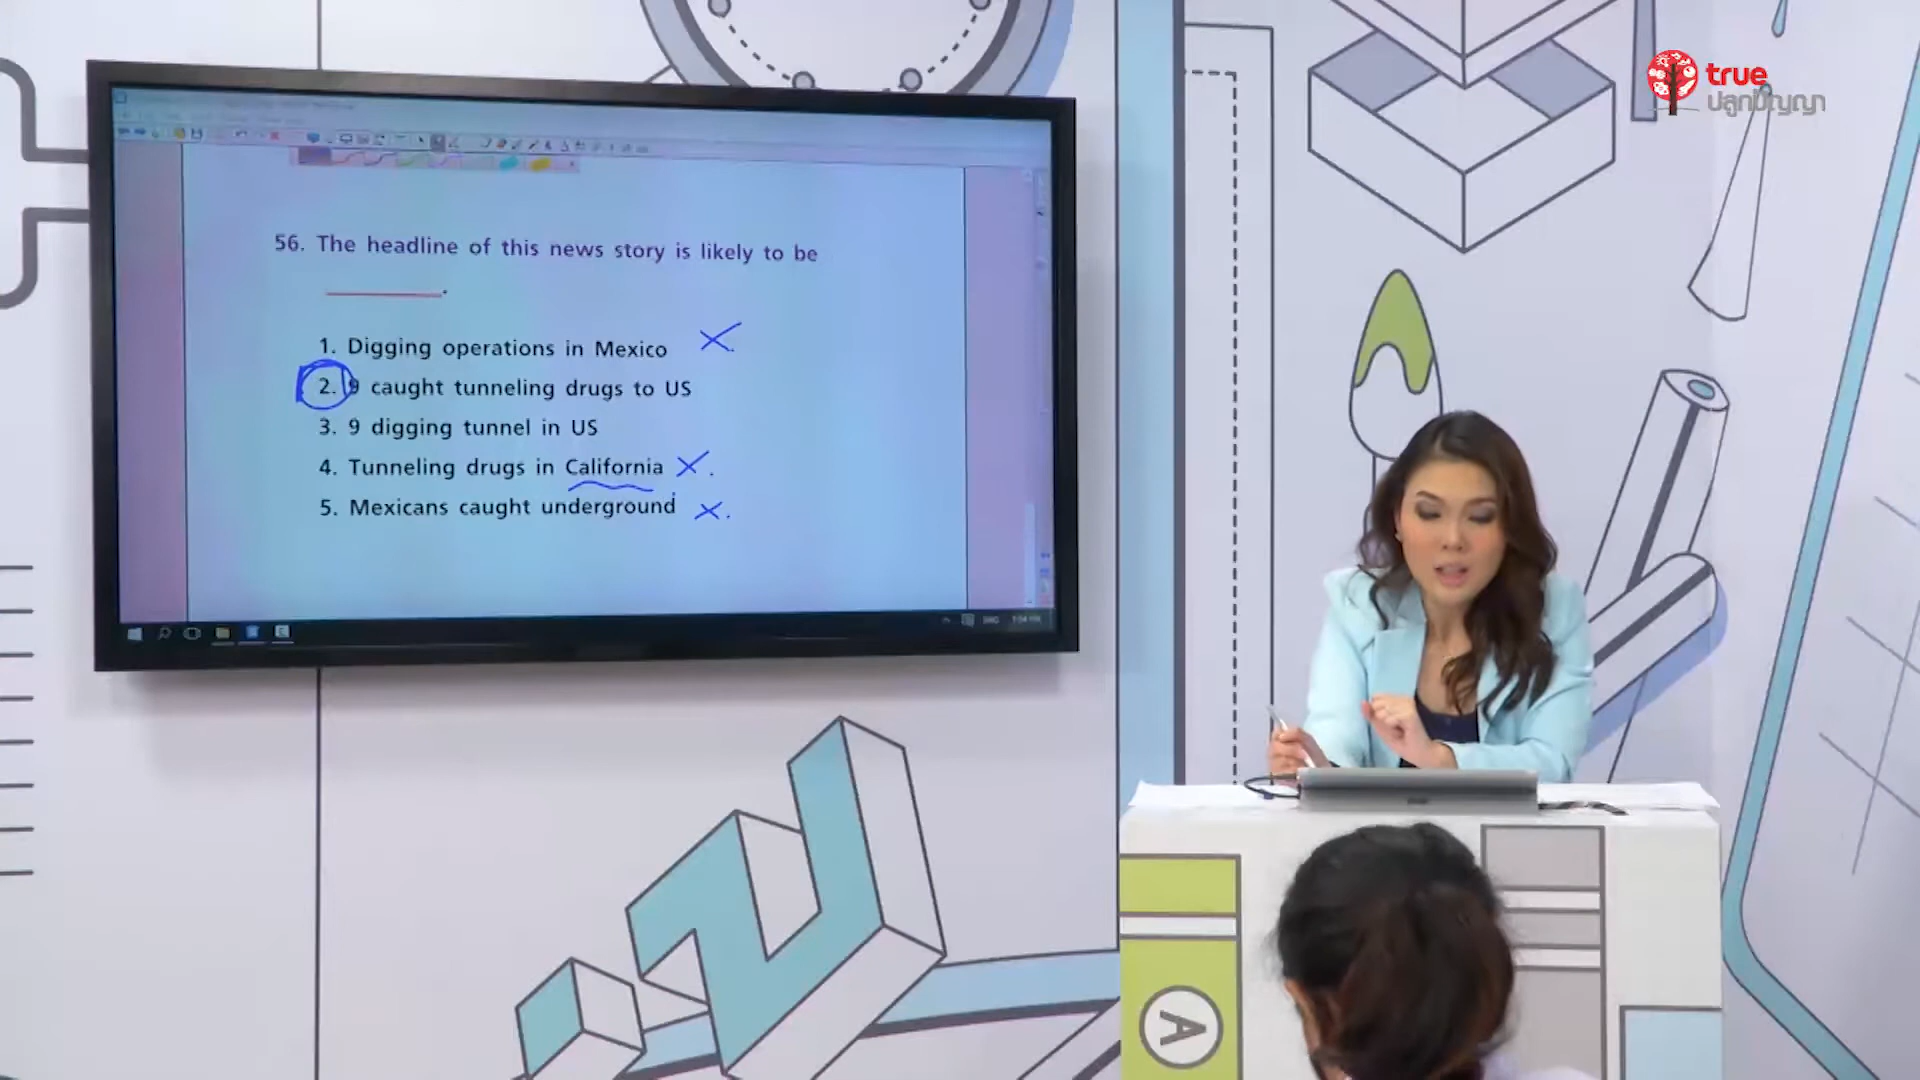 true
ปลูกปัญญา
56. The headline of this news story is likely to be
________.
1. Digging operations in Mexico
2. 9 caught tunneling drugs to US
3. 9 digging tunnel in US
4. Tunneling drugs in California
5. Mexicans caught underground
A